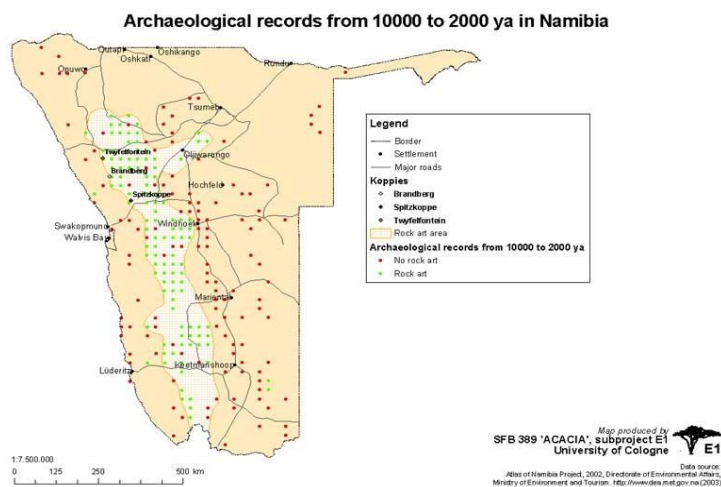 Archaeological records from 10000 to 2000 ya in Namibia
Outapi
Oshikango
Oshkati
Opuwo
Rundu
Tsumeb
Twyfelfontein
Otjiwarongo
Brandberg
Hochfeld
Spitzkoppe
Swakopmund
Windhoek
Walvis Bay
Mariental
Lüderitz
Keetmanshoop
Legend
Border
Settlement
Major roads
Koppies
Brandberg
Spitzkoppe
Twyfelfontein
Rock art area
Archaeological records from 10000 to 2000 ya
No rock art
Rock art
Map produced by
SFB 389 'ACACIA', subproject E1
University of Cologne
E1
Data source:
Atlas of Namibia Project, 2002, Directorate of Environmental Affairs,
Ministry of Environment and Tourism. http://www.dea.met.gov.na (2003)
1:7.500.000
0 125 250 500 km